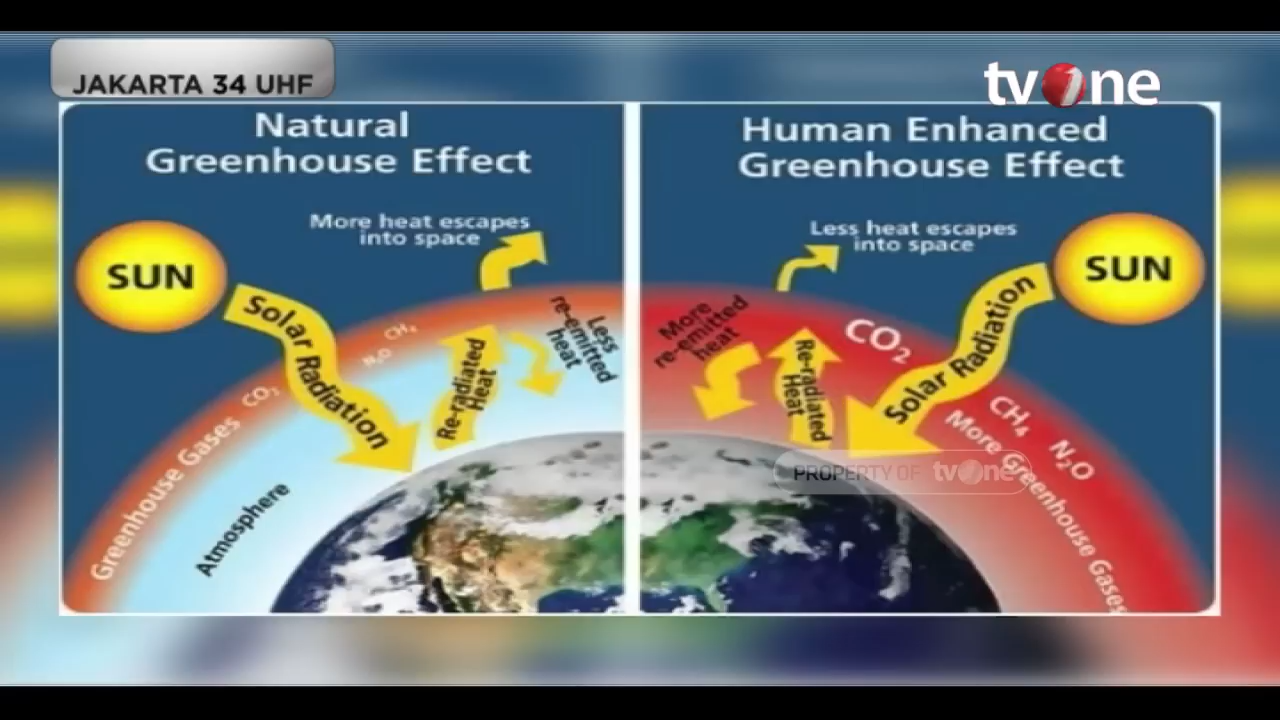 JAKARTA 34 UHF
tvOne
Natural
Greenhouse Effect
More heat escapes
into space
SUN
Solar Radiation
Re-radiated
Heat
Less
re-emitted
heat
CH4
N2O
CO2
Greenhouse Gases
Atmosphere
Human Enhanced
Greenhouse Effect
Less heat escapes
into space
SUN
Solar Radiation
More
re-emitted
heat
Re-radiated
Heat
CO2
CH4
N2O
More Greenhouse Gases
PROPERTY OF tvOne